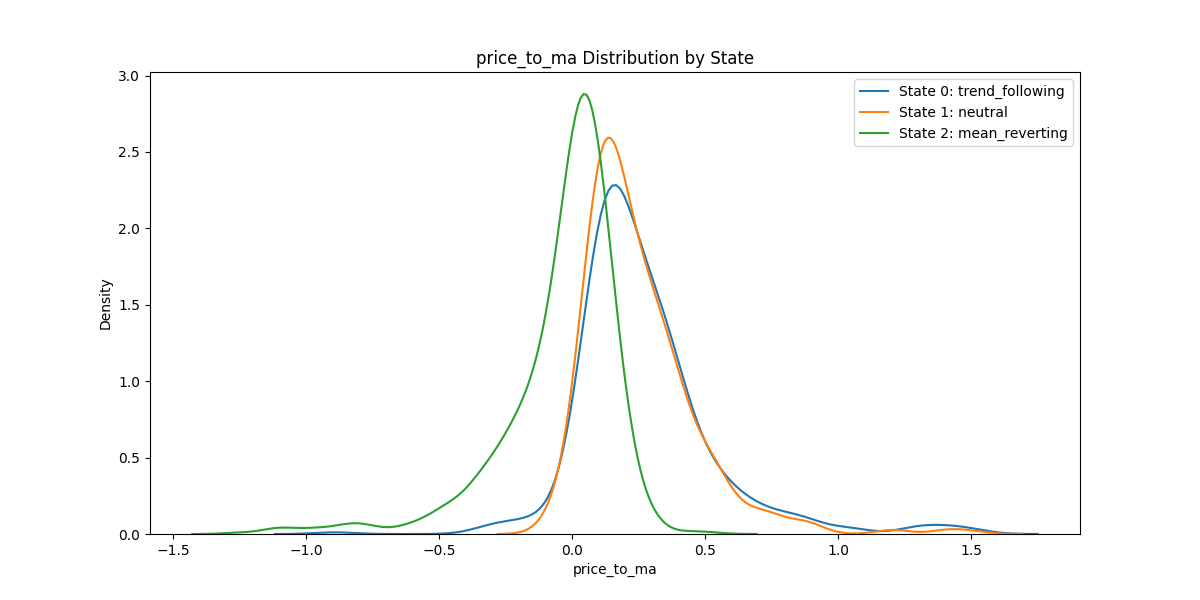 price_to_ma Distribution by State
State 0: trend_following
State 1: neutral
State 2: mean_reverting
Density
3.0
2.5
2.0
1.5
1.0
0.5
0.0
−1.5 −1.0 −0.5 0.0 0.5 1.0 1.5
price_to_ma